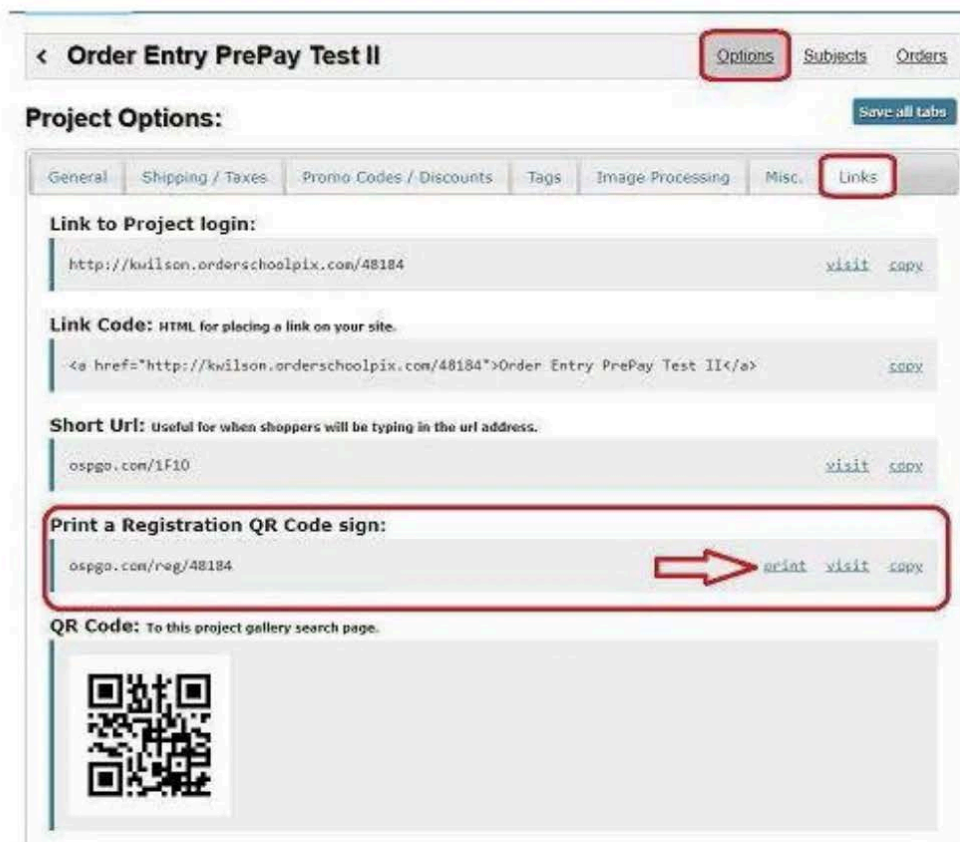 < Order Entry PrePay Test II Options Subjects Orders
Project Options: Save all tabs
General Shipping / Taxes Promo Codes / Discounts Tags Image Processing Misc. Links
Link to Project login:
http://kwilson.orderschoolpix.com/48184 visit copy
Link Code: HTML for placing a link on your site.
<a href="http://kwilson.orderschoolpix.com/48184">Order Entry PrePay Test II</a> copy
Short Url: Useful for when shoppers will be typing in the url address.
ospgo.com/1F10 visit copy
Print a Registration QR Code sign:
ospgo.com/reg/48184 print visit copy
QR Code: To this project gallery search page.